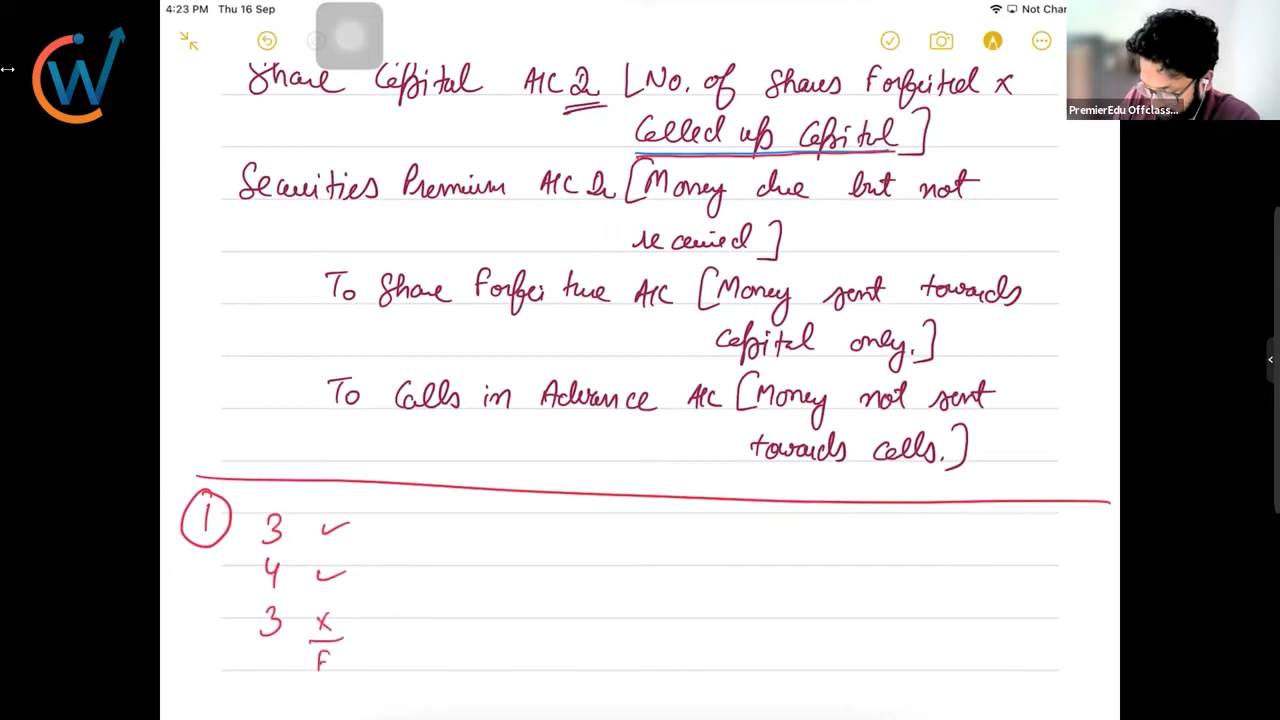 4:23 PM Thu 16 Sep
Not Char
PremierEdu Offclass...
W
Share Capital A/C Dr [No. of Shares Forfeited x
Called up Capital]
Securities Premium A/C Dr [Money due but not
received]
To Share Forfeiture A/C [Money sent towards
capital only.]
To Calls in Advance A/C [Money not sent
towards calls.]
1 3 ✓
4 ✓
3 x
F